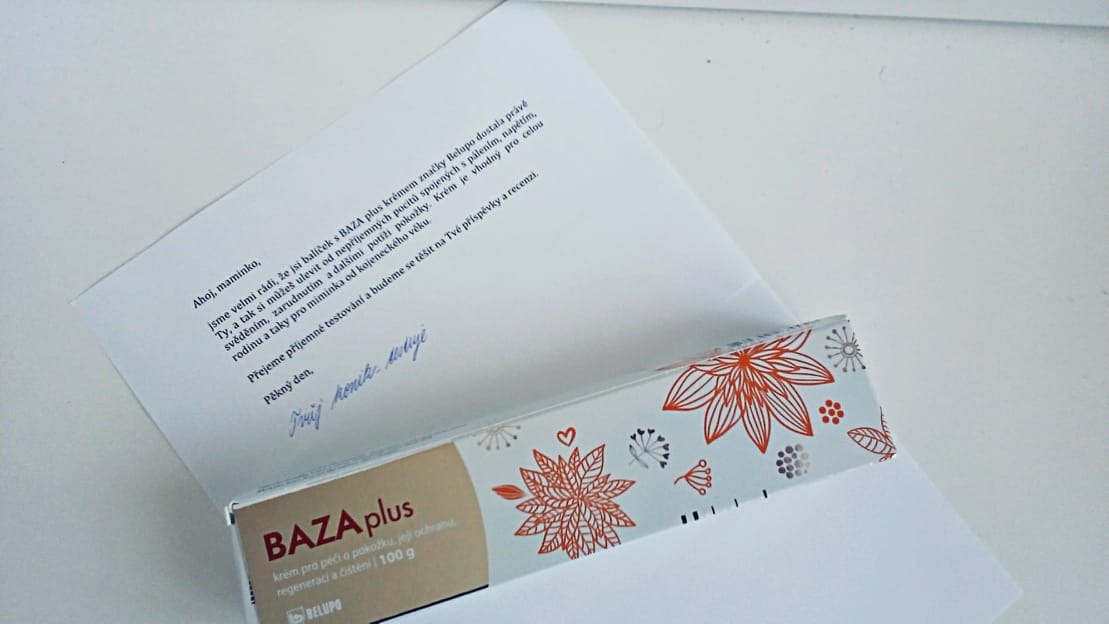 Ahoj, maminko,
jsme velmi rádi, že jsi balíček s BAZA plus krémem značky Belupo dostala právě
Ty, a tak si můžeš ulevit od nepříjemných pocitů spojených s pálením, napětím,
svěděním, zarudnutím a dalšími potíží pokožky. Krém je vhodný pro celou
rodinu a taky pro miminka od kojeneckého věku.
Přejeme příjemné testování a budeme se těšit na Tvé příspěvky a recenzi.
Pěkný den,
Tvůj
BAZA plus
krém pro péči o pokožku, její ochranu,
regeneraci a čištění | 100 g
BELUPO